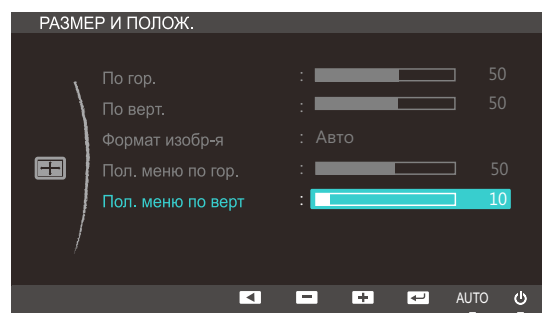 РАЗМЕР И ПОЛОЖ.
По гор. : 50
По верт. : 50
Формат изобр-я : Авто
Пол. меню по гор. : 50
Пол. меню по верт : 10
AUTO